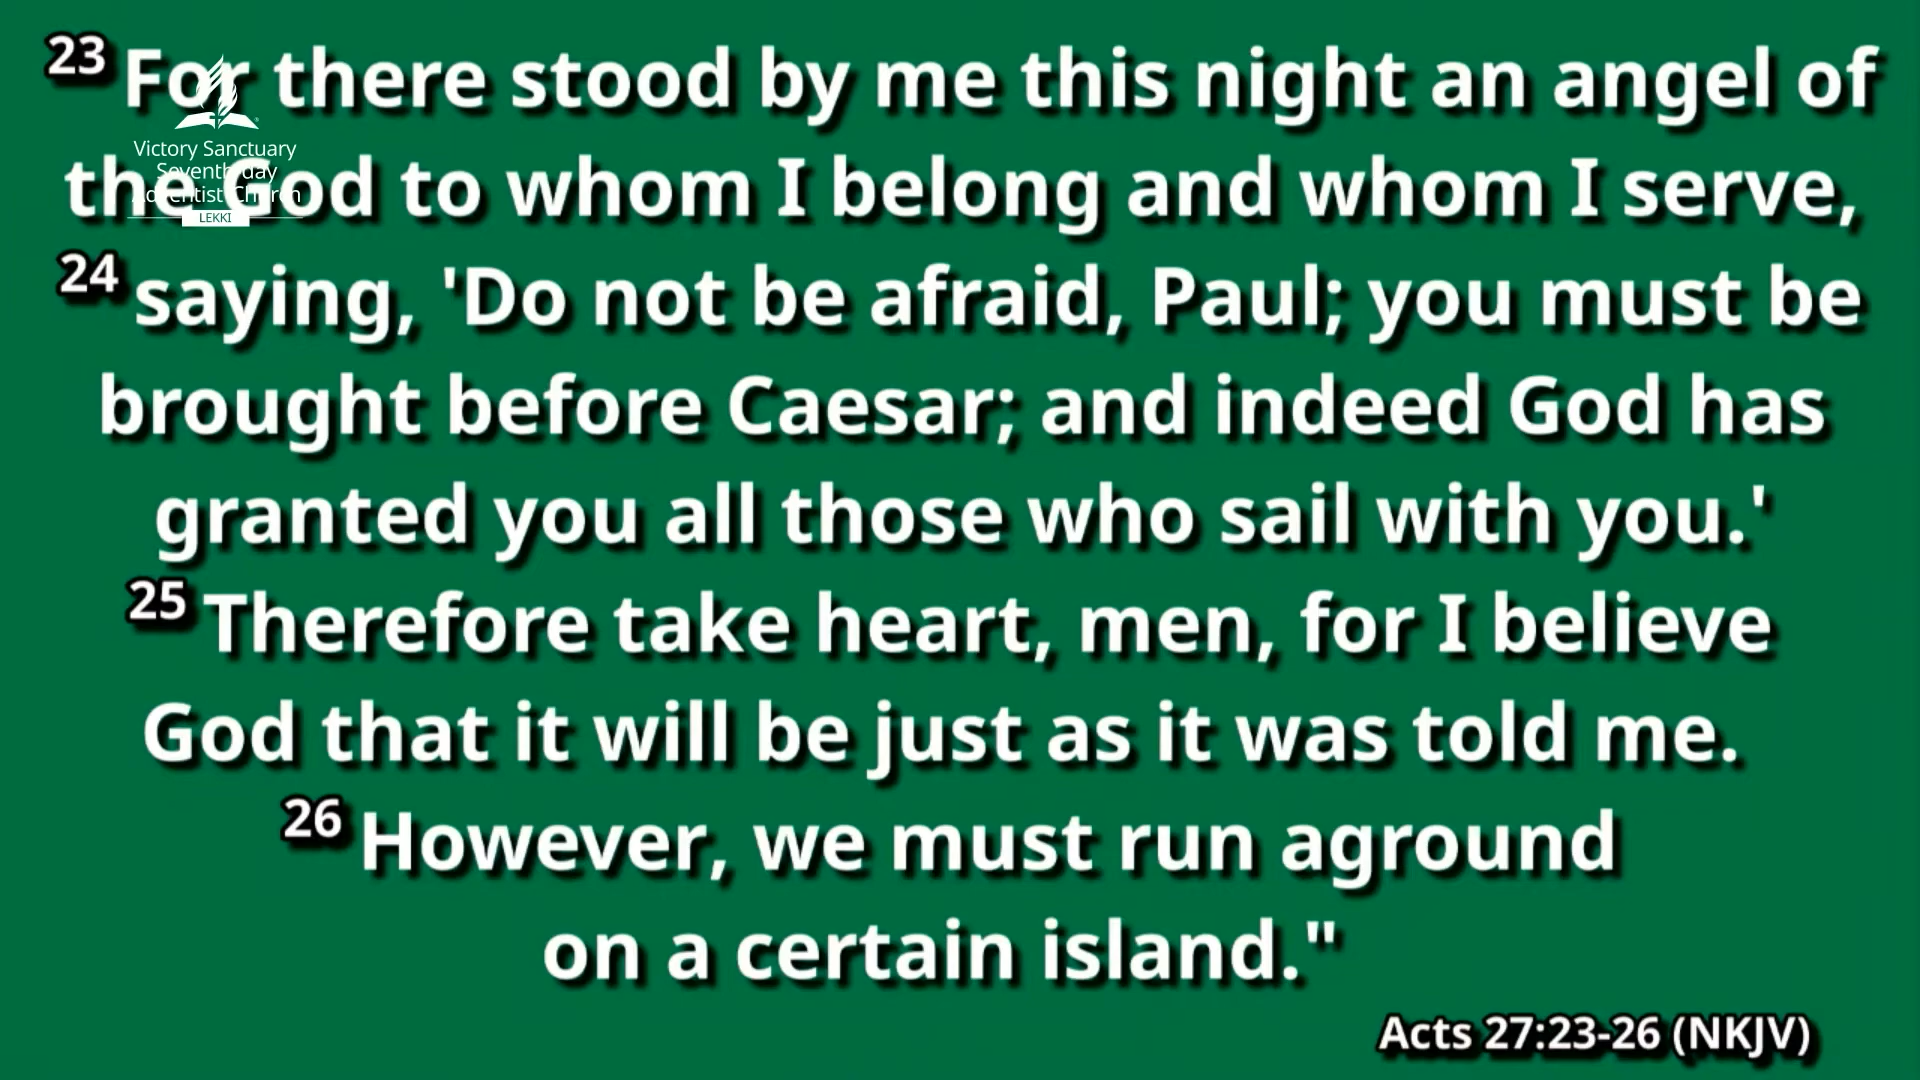 23 For there stood by me this night an angel of
the God to whom I belong and whom I serve,
24 saying, 'Do not be afraid, Paul; you must be
brought before Caesar; and indeed God has
granted you all those who sail with you.'
25 Therefore take heart, men, for I believe
God that it will be just as it was told me.
26 However, we must run aground
on a certain island."
Acts 27:23-26 (NKJV)
Victory Sanctuary
Seventh-day
Adventist Church
LEKKI